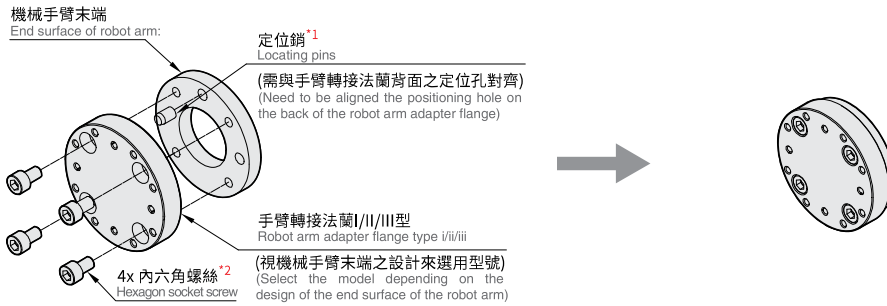 機械手臂末端
End surface of robot arm:
定位銷*1
Locating pins
(需與手臂轉接法蘭背面之定位孔對齊)
(Need to be aligned the positioning hole on
the back of the robot arm adapter flange)
手臂轉接法蘭I/II/III型
Robot arm adapter flange type i/ii/iii
(視機械手臂末端之設計來選用型號)
(Select the model depending on the
design of the end surface of the robot arm)
4x 內六角螺絲*2
Hexagon socket screw